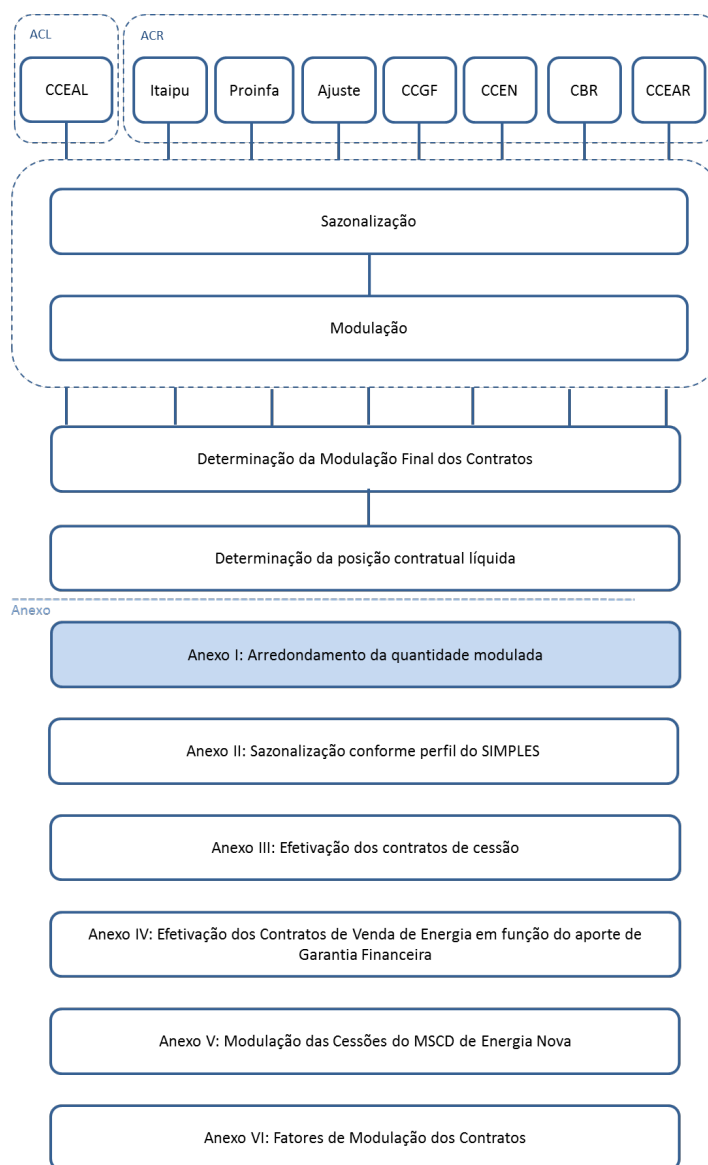 ACL
ACR
CCEAL
Itaipu
Proinfa
Ajuste
CCGF
CCEN
CBR
CCEAR
Sazonalização
Modulação
Determinação da Modulação Final dos Contratos
Determinação da posição contratual líquida
Anexo
Anexo I: Arredondamento da quantidade modulada
Anexo II: Sazonalização conforme perfil do SIMPLES
Anexo III: Efetivação dos contratos de cessão
Anexo IV: Efetivação dos Contratos de Venda de Energia em função do aporte de
Garantia Financeira
Anexo V: Modulação das Cessões do MSCD de Energia Nova
Anexo VI: Fatores de Modulação dos Contratos